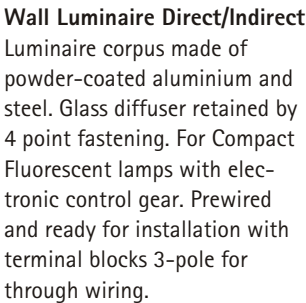 Wall Luminaire Direct/Indirect
Luminaire corpus made of
powder-coated aluminium and
steel. Glass diffuser retained by
4 point fastening. For Compact
Fluorescent lamps with elec-
tronic control gear. Prewired
and ready for installation with
terminal blocks 3-pole for
through wiring.